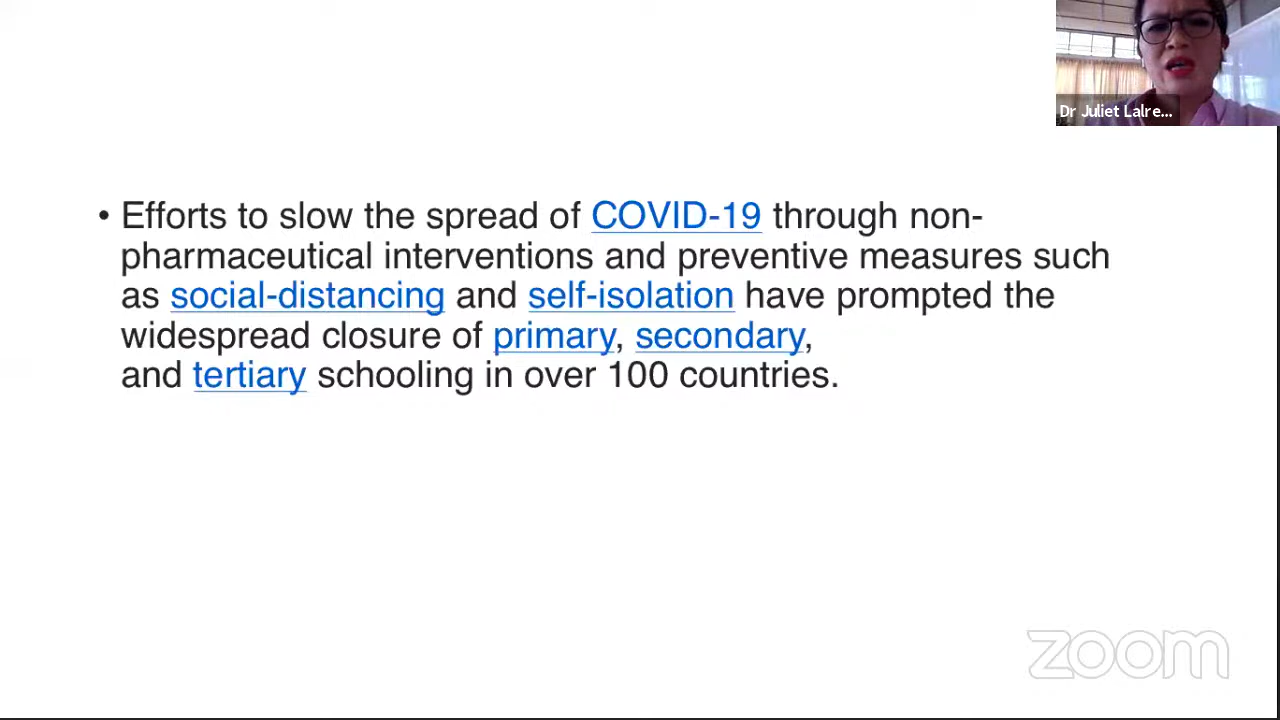 Dr Juliet Lalre...
• Efforts to slow the spread of COVID-19 through non-
pharmaceutical interventions and preventive measures such
as social-distancing and self-isolation have prompted the
widespread closure of primary, secondary,
and tertiary schooling in over 100 countries.
zoom